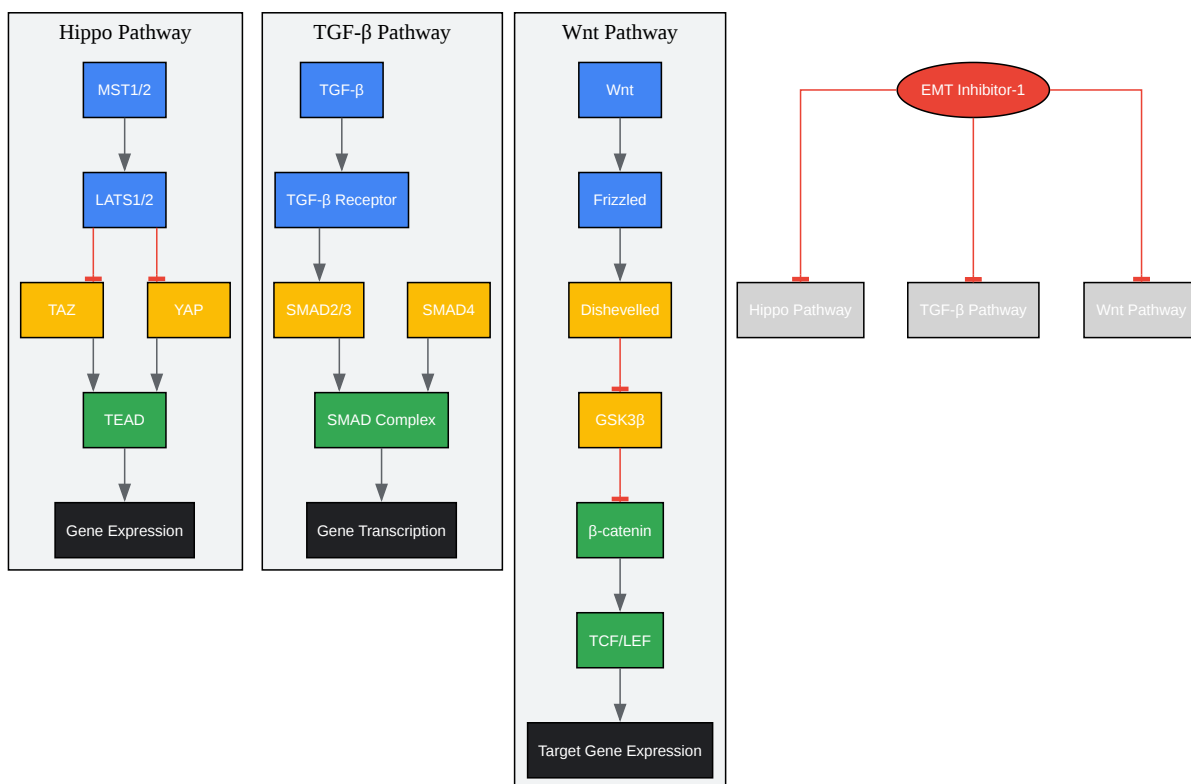 Hippo Pathway
MST1/2
LATS1/2
TAZ
YAP
TEAD
Gene Expression
TGF-β Pathway
TGF-β
TGF-β Receptor
SMAD2/3
SMAD4
SMAD Complex
Gene Transcription
Wnt Pathway
Wnt
Frizzled
Dishevelled
GSK3β
β-catenin
TCF/LEF
Target Gene Expression
EMT Inhibitor-1
Hippo Pathway
TGF-β Pathway
Wnt Pathway